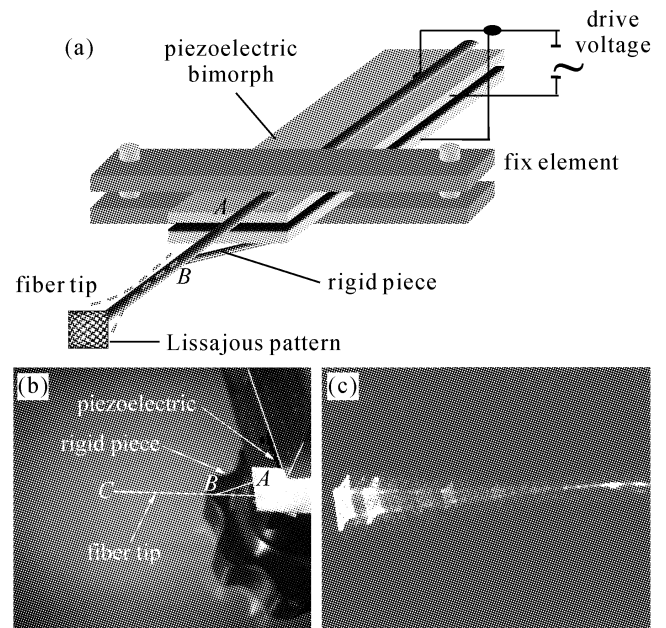 (a)
piezoelectric
bimorph
drive
voltage
~
fix element
A
B
rigid piece
fiber tip
Lissajous pattern
(b)
piezoelectric
rigid piece
A
B
C
fiber tip
(c)